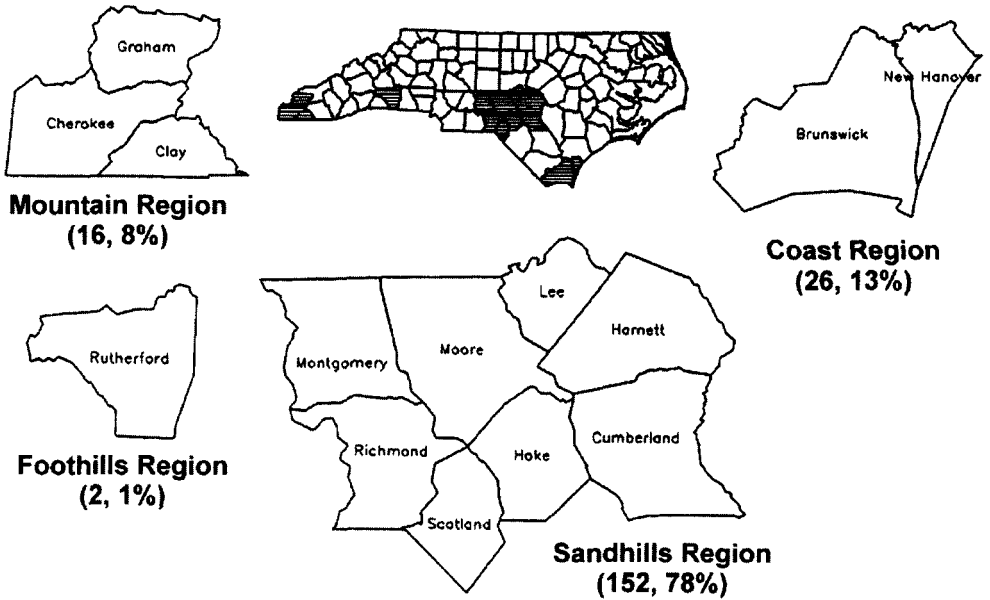 Graham
Cherokee
Clay
Mountain Region
(16, 8%)
New Hanover
Brunswick
Coast Region
(26, 13%)
Rutherford
Foothills Region
(2, 1%)
Lee
Harnett
Moore
Montgomery
Richmond
Hoke
Cumberland
Scotland
Sandhills Region
(152, 78%)